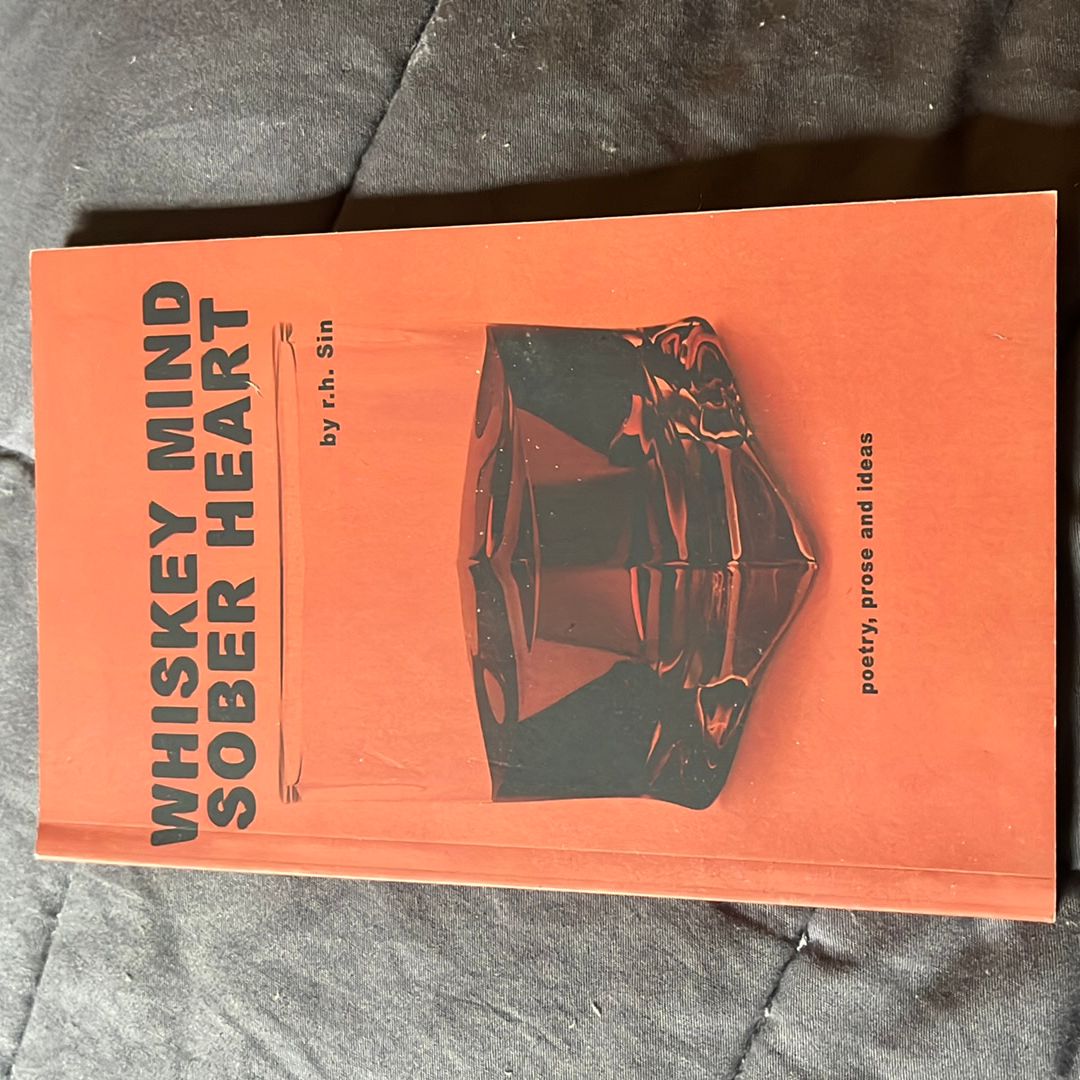 WHISKEY MIND
SOBER HEART
by r.h. Sin
poetry, prose and ideas